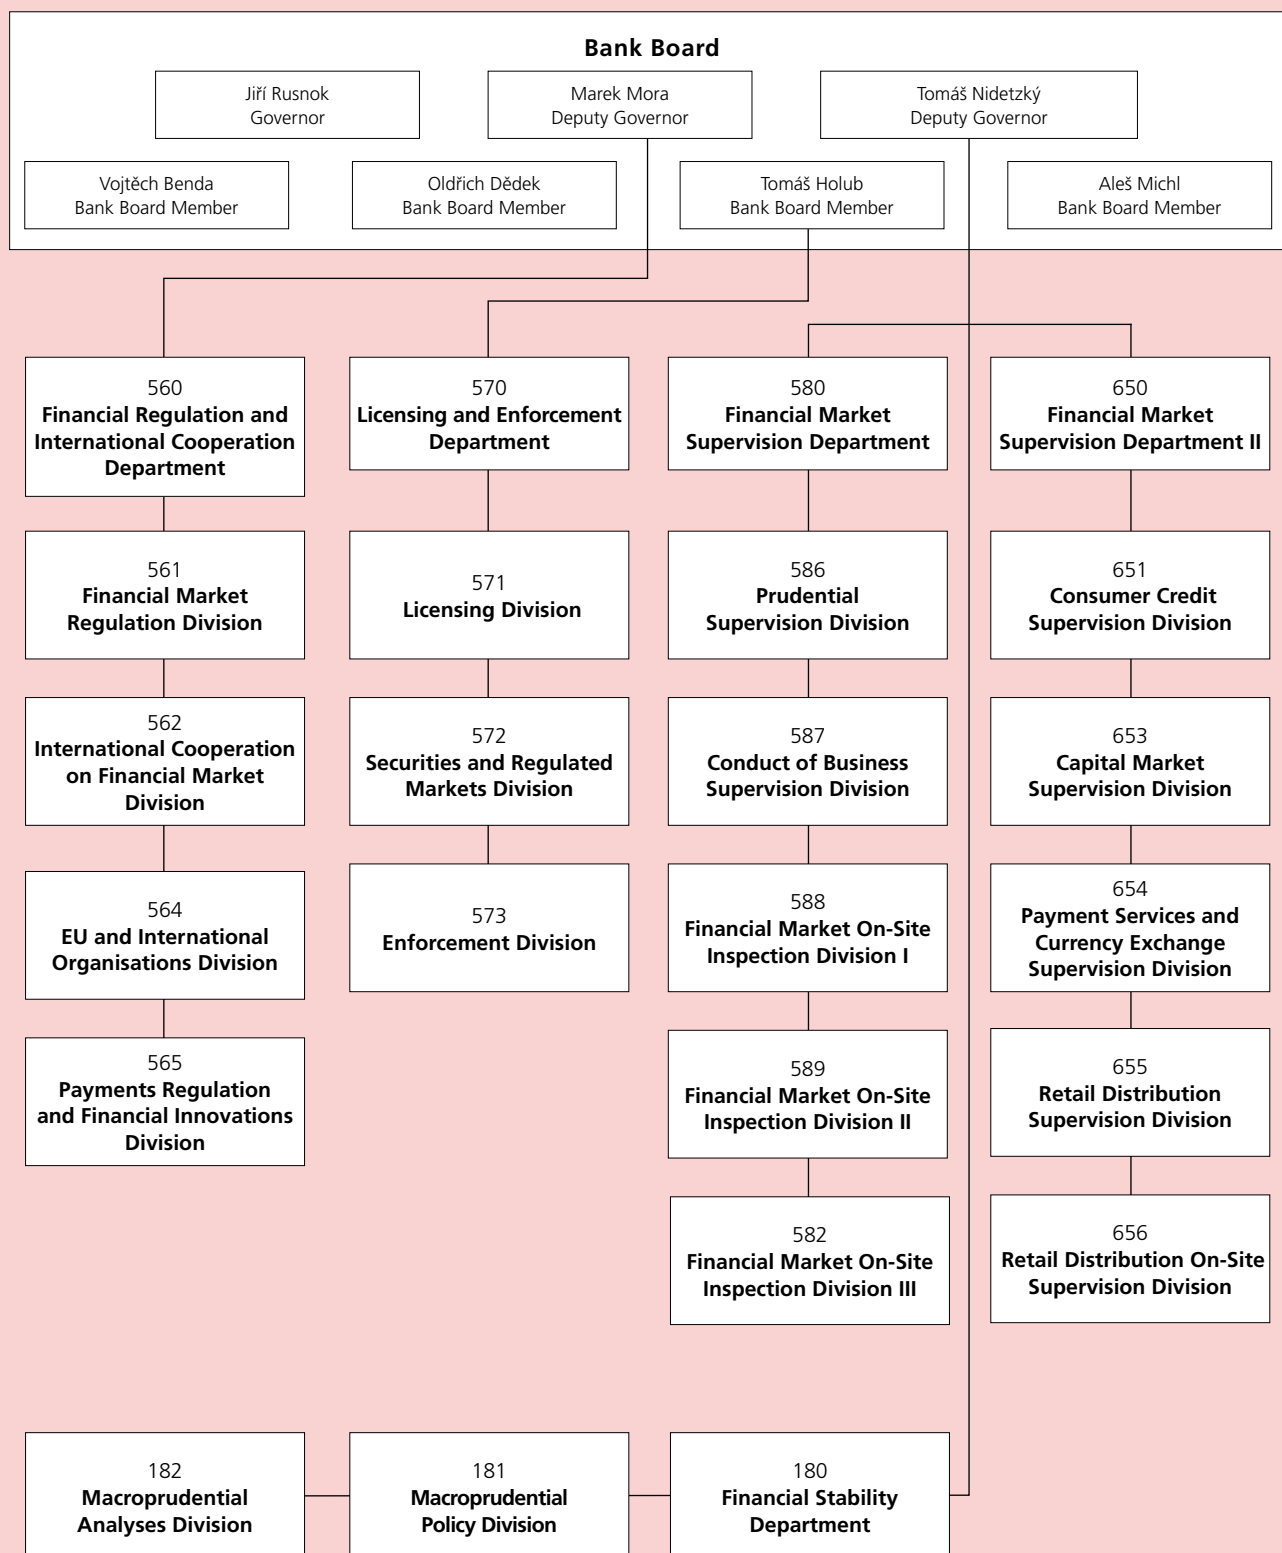 Bank Board
Jiří Rusnok
Governor
Marek Mora
Deputy Governor
Tomáš Nidetzký
Deputy Governor
Vojtěch Benda
Bank Board Member
Oldřich Dědek
Bank Board Member
Tomáš Holub
Bank Board Member
Aleš Michl
Bank Board Member
560
Financial Regulation and
International Cooperation
Department
570
Licensing and Enforcement
Department
580
Financial Market
Supervision Department
650
Financial Market
Supervision Department II
561
Financial Market
Regulation Division
571
Licensing Division
586
Prudential
Supervision Division
651
Consumer Credit
Supervision Division
562
International Cooperation
on Financial Market
Division
572
Securities and Regulated
Markets Division
587
Conduct of Business
Supervision Division
653
Capital Market
Supervision Division
564
EU and International
Organisations Division
573
Enforcement Division
588
Financial Market On-Site
Inspection Division I
654
Payment Services and
Currency Exchange
Supervision Division
565
Payments Regulation
and Financial Innovations
Division
589
Financial Market On-Site
Inspection Division II
655
Retail Distribution
Supervision Division
582
Financial Market On-Site
Inspection Division III
656
Retail Distribution On-Site
Supervision Division
182
Macroprudential
Analyses Division
181
Macroprudential
Policy Division
180
Financial Stability
Department